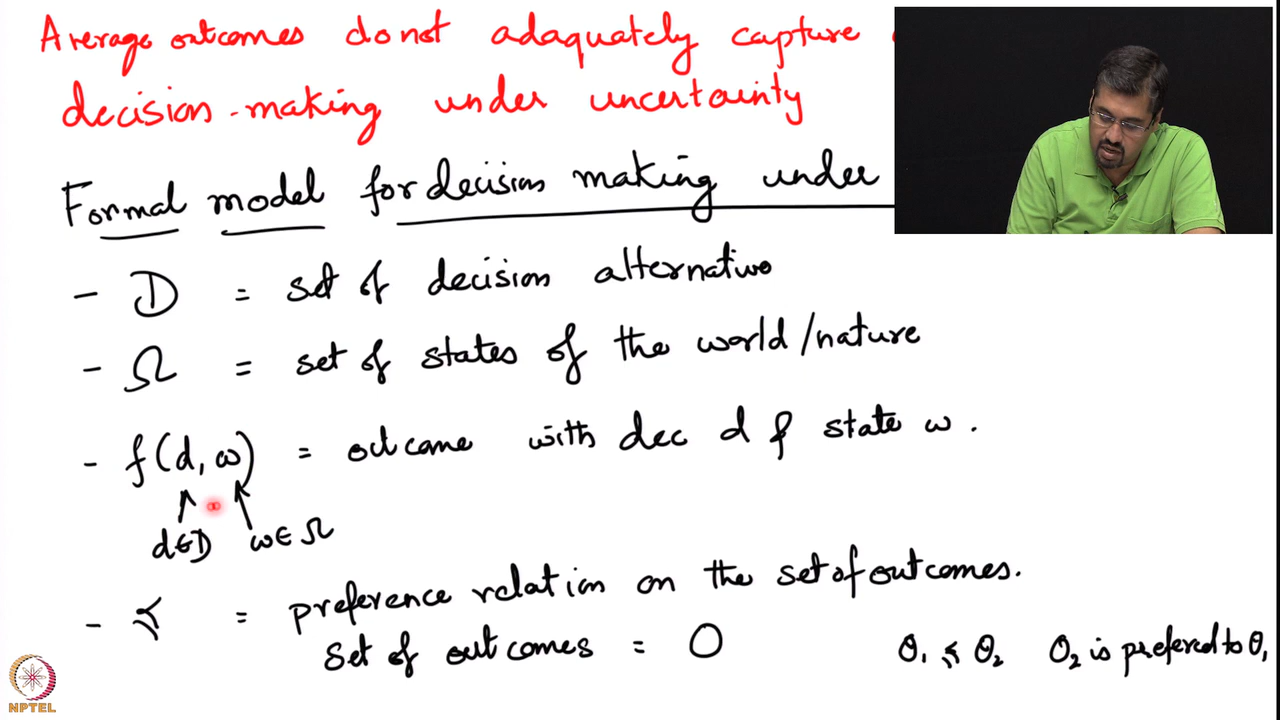 Average outcomes do not adequately capture
decision-making under uncertainty
Formal model for decision making under
- D = set of decision alternative
- Ω = set of states of the world/nature
- f(d, ω) = outcome with dec d & state ω.
d∈D ω∈Ω
- ≼ = preference relation on the set of outcomes.
Set of outcomes = O
O₁ ≼ O₂ O₂ is preferred to O₁
NPTEL